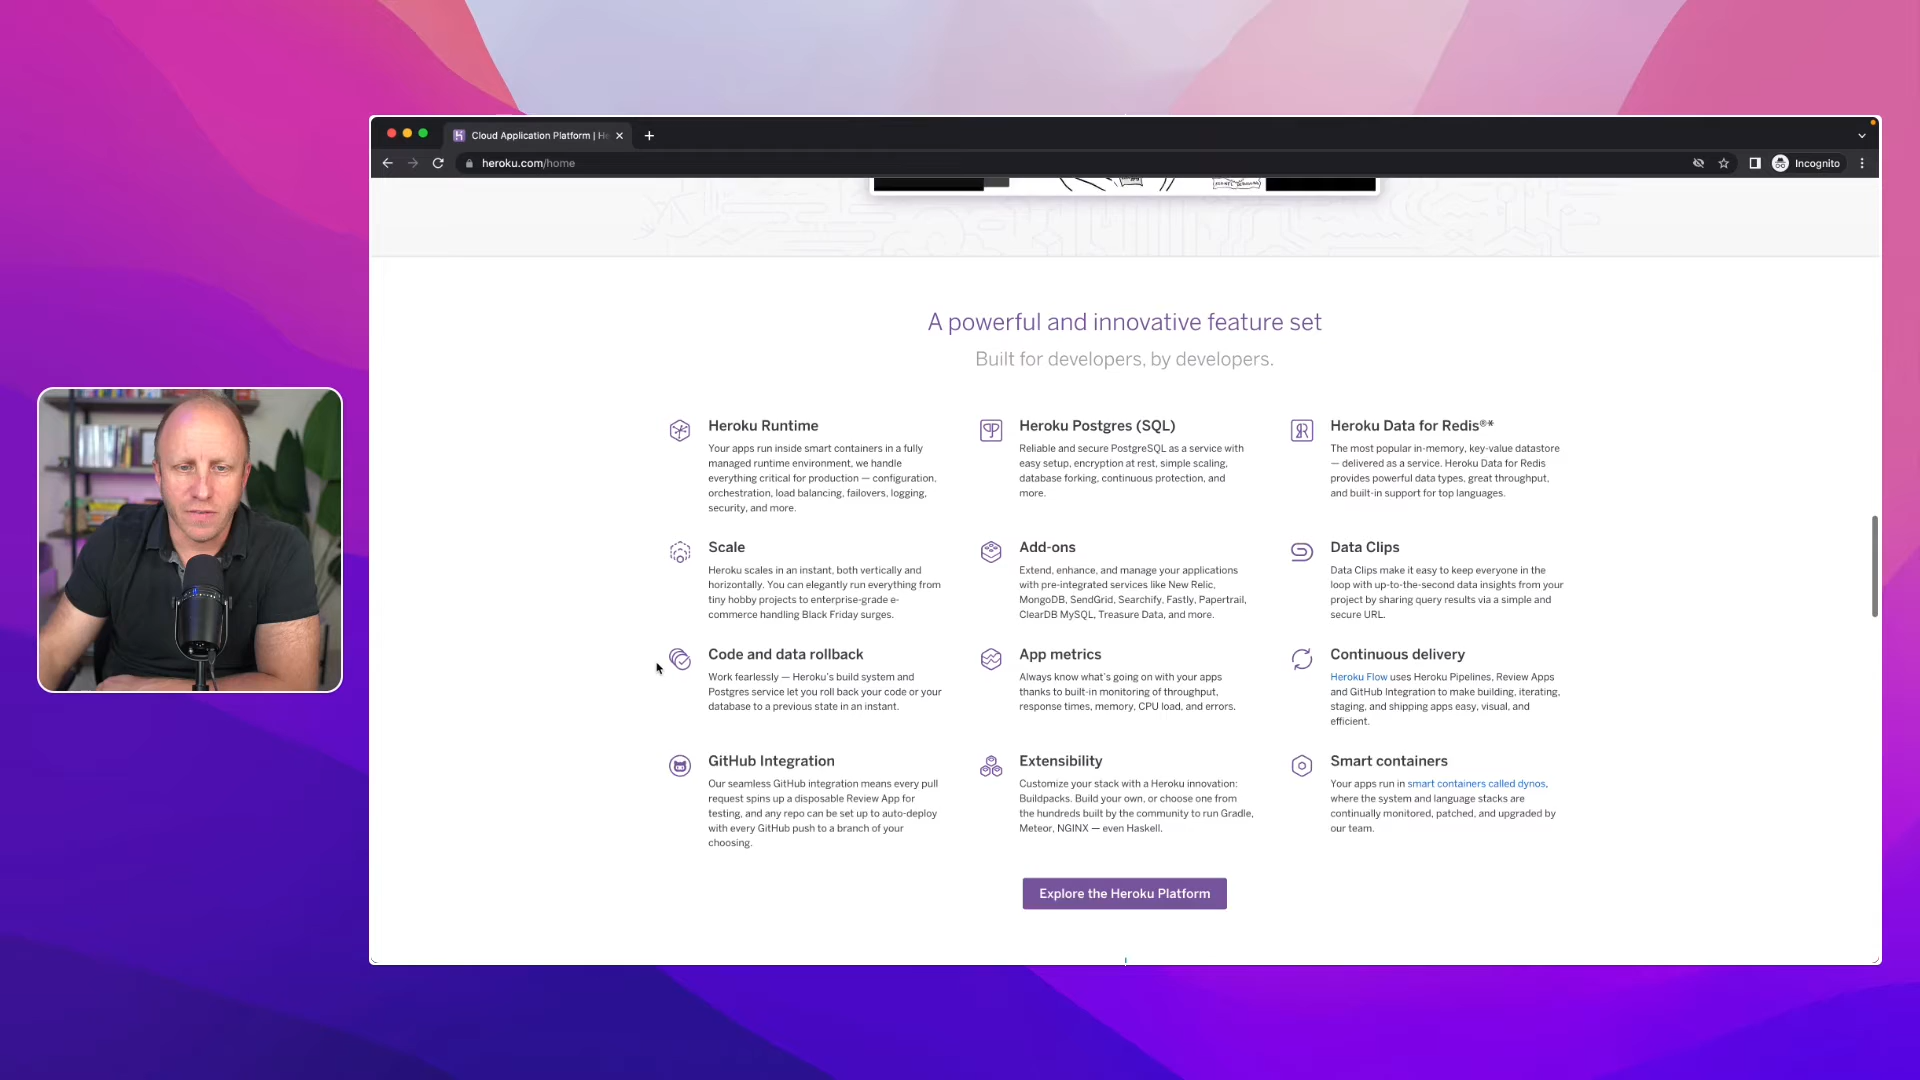 Cloud Application Platform | He
heroku.com/home
Incognito
A powerful and innovative feature set
Built for developers, by developers.
Heroku Runtime
Your apps run inside smart containers in a fully
managed runtime environment, we handle
everything critical for production — configuration,
orchestration, load balancing, failovers, logging,
security, and more.
Heroku Postgres (SQL)
Reliable and secure PostgreSQL as a service with
easy setup, encryption at rest, simple scaling,
database forking, continuous protection, and
more.
Heroku Data for Redis®*
The most popular in-memory, key-value datastore
— delivered as a service. Heroku Data for Redis
provides powerful data types, great throughput,
and built-in support for top languages.
Scale
Heroku scales in an instant, both vertically and
horizontally. You can elegantly run everything from
tiny hobby projects to enterprise-grade e-
commerce handling Black Friday surges.
Add-ons
Extend, enhance, and manage your applications
with pre-integrated services like New Relic,
MongoDB, SendGrid, Searchify, Fastly, Papertrail,
ClearDB MySQL, Treasure Data, and more.
Data Clips
Data Clips make it easy to keep everyone in the
loop with up-to-the-second data insights from your
project by sharing query results via a simple and
secure URL.
Code and data rollback
Work fearlessly — Heroku's build system and
Postgres service let you roll back your code or your
database to a previous state in an instant.
App metrics
Always know what's going on with your apps
thanks to built-in monitoring of throughput,
response times, memory, CPU load, and errors.
Continuous delivery
Heroku Flow uses Heroku Pipelines, Review Apps
and GitHub Integration to make building, iterating,
staging, and shipping apps easy, visual, and
efficient.
GitHub Integration
Our seamless GitHub integration means every pull
request spins up a disposable Review App for
testing, and any repo can be set up to auto-deploy
with every GitHub push to a branch of your
choosing.
Extensibility
Customize your stack with a Heroku innovation:
Buildpacks. Build your own, or choose one from
the hundreds built by the community to run Gradle,
Meteor, NGINX — even Haskell.
Smart containers
Your apps run in smart containers called dynos,
where the system and language stacks are
continually monitored, patched, and upgraded by
our team.
Explore the Heroku Platform